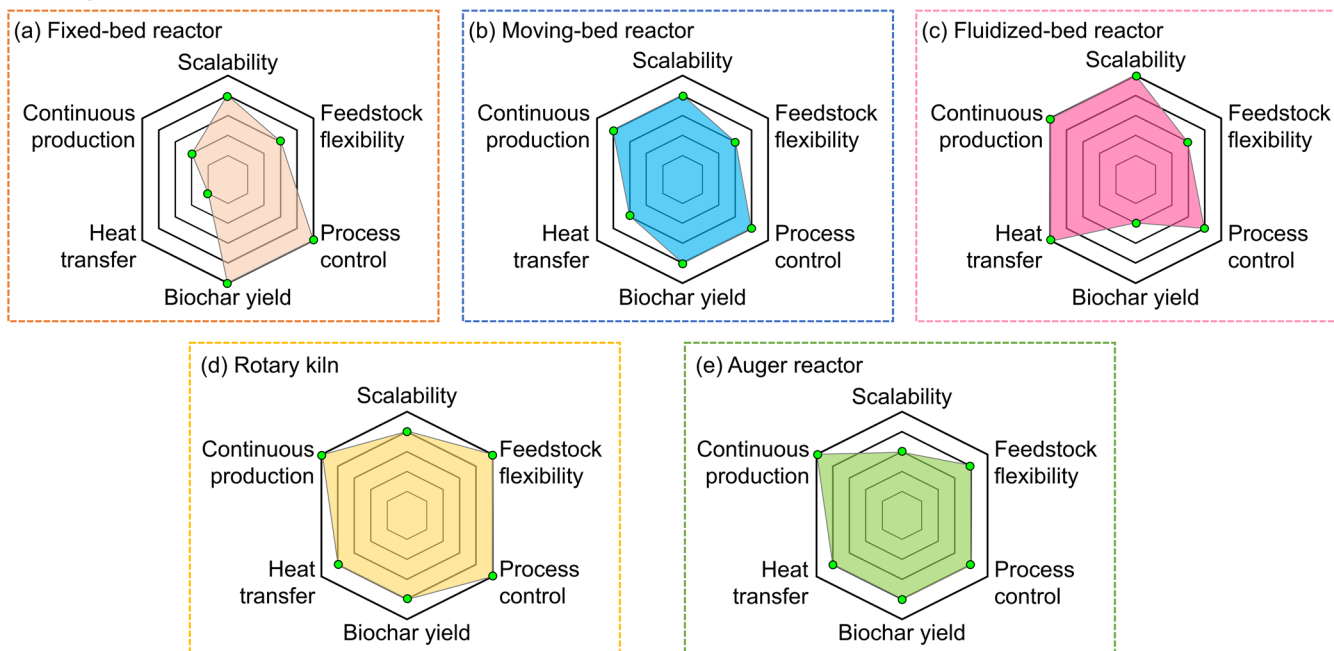 (a) Fixed-bed reactor
Scalability
Continuous
production
Feedstock
flexibility
Heat
transfer
Process
control
Biochar yield
(b) Moving-bed reactor
Scalability
Continuous
production
Feedstock
flexibility
Heat
transfer
Process
control
Biochar yield
(c) Fluidized-bed reactor
Scalability
Continuous
production
Feedstock
flexibility
Heat
transfer
Process
control
Biochar yield
(d) Rotary kiln
Scalability
Continuous
production
Feedstock
flexibility
Heat
transfer
Process
control
Biochar yield
(e) Auger reactor
Scalability
Continuous
production
Feedstock
flexibility
Heat
transfer
Process
control
Biochar yield